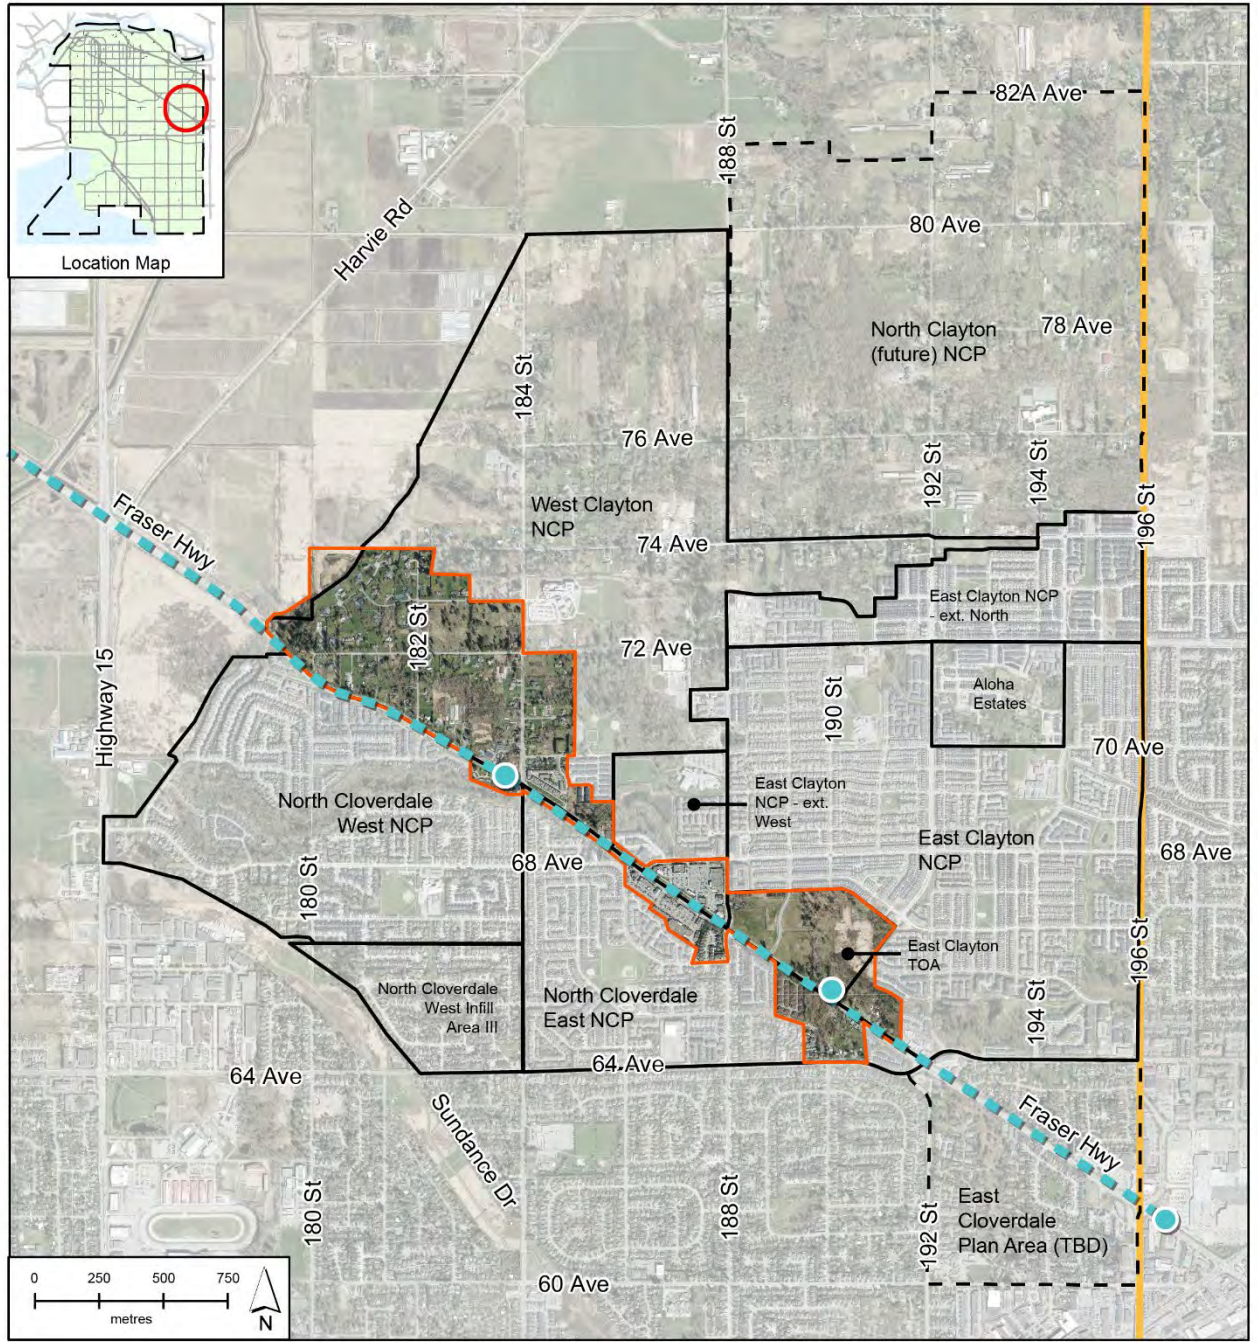 Location Map
82A Ave
188 St
Harvie Rd
80 Ave
North Clayton
(future) NCP
78 Ave
184 St
76 Ave
192 St
194 St
196 St
West Clayton
NCP
Fraser Hwy
74 Ave
East Clayton NCP
- ext. North
182 St
72 Ave
Highway 15
190 St
Aloha
Estates
70 Ave
North Cloverdale
West NCP
East Clayton
NCP - ext.
West
East Clayton
NCP
68 Ave
68 Ave
180 St
East Clayton
TOA
196 St
North Cloverdale
West Infill
Area III
North Cloverdale
East NCP
194 St
64 Ave
64 Ave
Sundance Dr
Fraser Hwy
180 St
188 St
192 St
East
Cloverdale
Plan Area (TBD)
60 Ave
0 250 500 750
metres
N